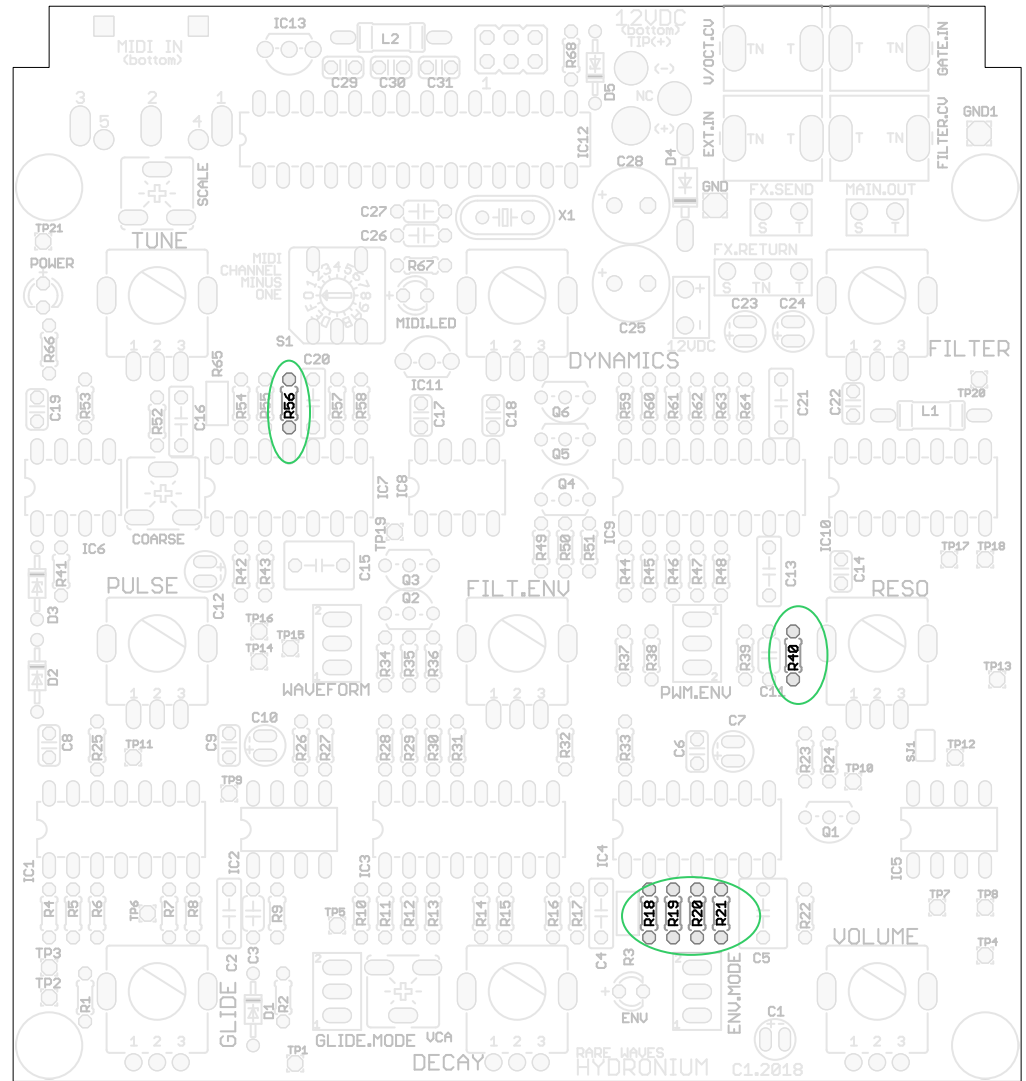 IC13
12VDC
(bottom)
TIP(+)
MIDI IN
(bottom)
L2
R68
V/OCT.CV
TN T
T TN
GATE.IN
(-)
C29 C30 C31
1
D5
NC
3 2 1
5 4
(+)
IC12
EXT.IN
TN T
T TN
FILTER.CV
GND1
C28
D4
SCALE
GND
FX.SEND
MAIN.OUT
C27
X1
S T
S T
TP21
TUNE
C26
FX.RETURN
POWER
MIDI
CHANNEL
MINUS
ONE
R67
S TN T
C23 C24
MIDI.LED
C25
12VDC
R66
1 2 3
S1
DYNAMICS
1 2 3
1 2 3
FILTER
R65
C20
IC11
TP20
C19
R53
R52
C16
R54
R55
R56
R57
R58
C17
C18
Q6
R59
R60
R61
R62
R63
R64
C21
C22
L1
Q5
IC7
IC8
Q4
IC9
IC10
COARSE
TP19
IC6
R49
R50
R51
TP17 TP18
D3
R41
PULSE
C12
R42
R43
C15
Q3
FILT.ENV
R44
R45
R46
R47
R48
C13
C14
RESO
Q2
TP16
TP15
TP14
2
1
1
2
D2
R34
R35
R36
R37
R38
R39
R40
C11
TP13
WAVEFORM
PWM.ENV
1 2 3
1 2 3
1 2 3
C8
R25
TP11
C9
C10
R26
R27
R28
R29
R30
R31
R32
R33
C6
C7
R23
R24
SJ1
TP12
TP9
TP10
Q1
IC1
IC2
IC3
IC4
IC5
R4
R5
R6
TP6
R7
R8
C2
C3
R9
TP5
R10
R11
R12
R13
R14
R15
R16
R17
C4
R3
R18
R19
R20
R21
C5
R22
TP7
TP8
VOLUME
TP3
TP2
TP4
R1
GLIDE
D1
R2
2
1
2
1
ENV
ENV.MODE
C1
1 2 3
GLIDE.MODE
VCA
1 2 3
1 2 3
TP1
DECAY
RARE WAVES
HYDRONIUM
C1.2018